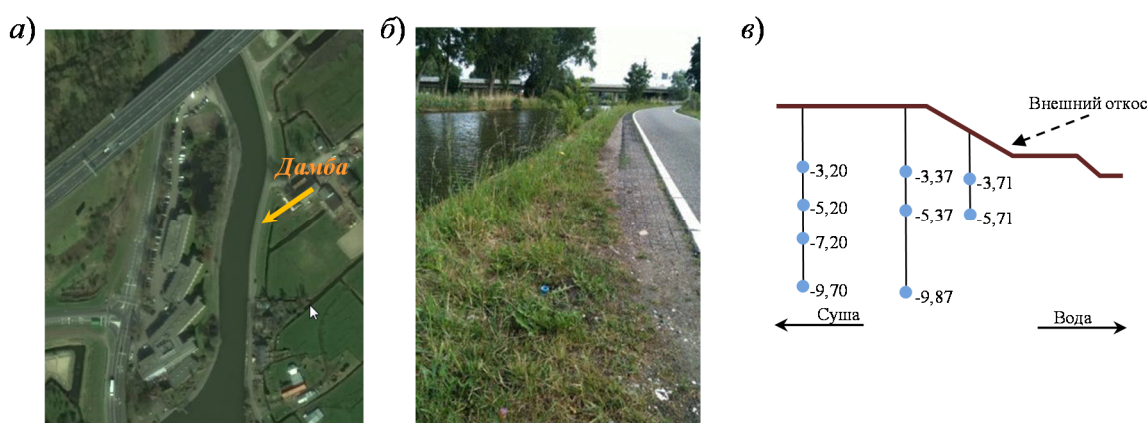 а)
б)
в)
Дамба
Внешний откос
-3,20
-3,37
-3,71
-5,20
-5,37
-5,71
-7,20
-9,70
-9,87
Суша
Вода